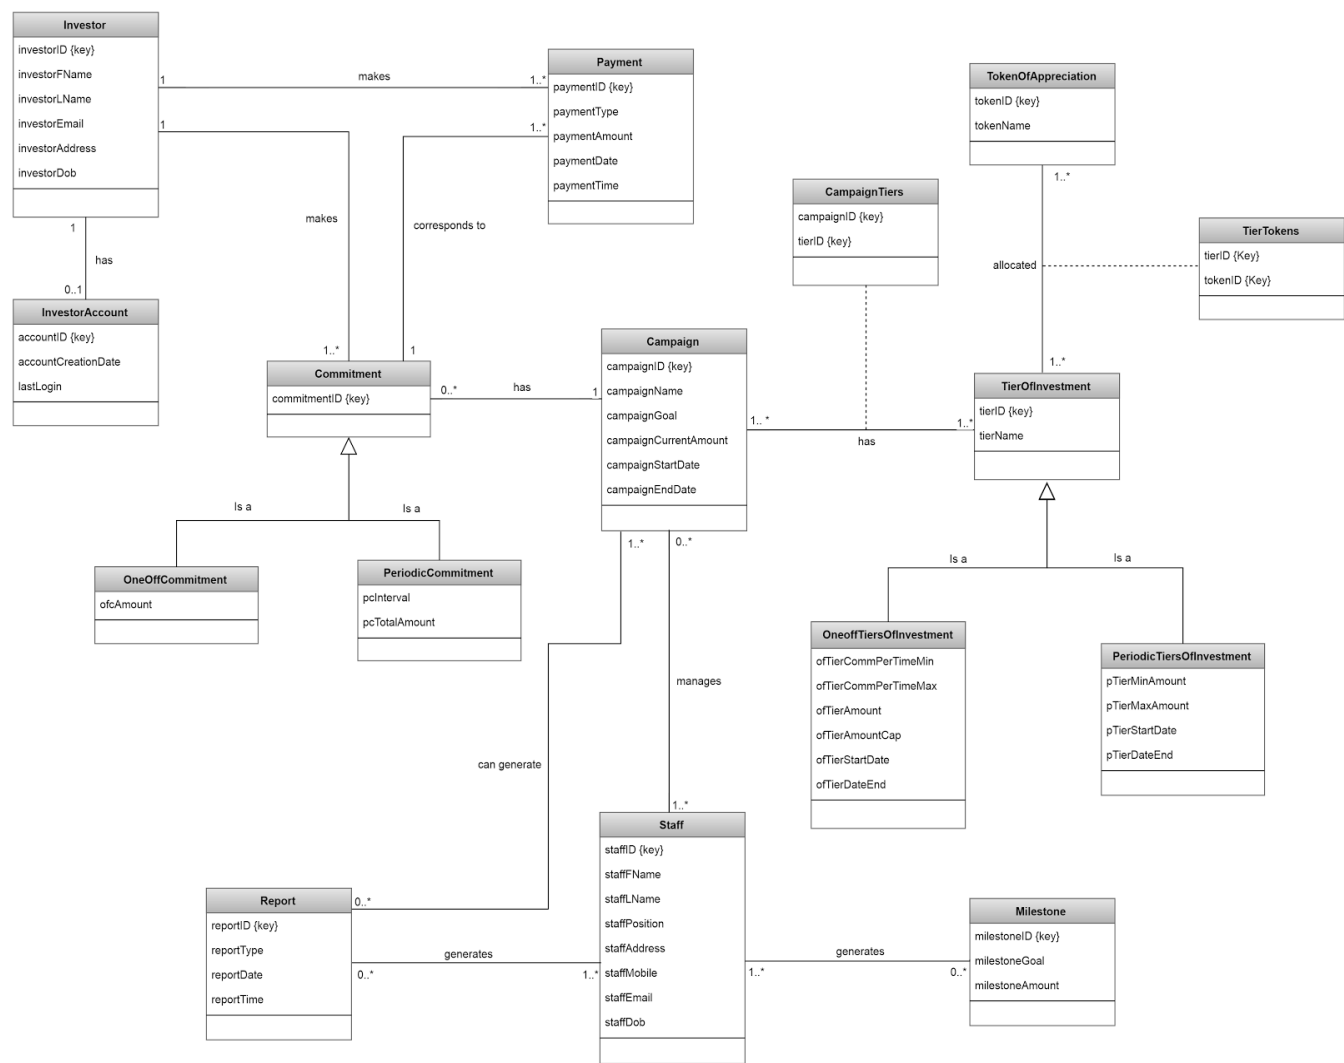 Investor
investorID {key}
investorFName
investorLName
investorEmail
investorAddress
investorDob
1
makes
1..*
1
1..*
Payment
paymentID {key}
paymentType
paymentAmount
paymentDate
paymentTime
TokenOfAppreciation
tokenID {key}
tokenName
1..*
CampaignTiers
campaignID {key}
tierID {key}
TierTokens
tierID {Key}
tokenID {Key}
allocated
1..*
makes
corresponds to
1
has
0..1
InvestorAccount
accountID {key}
accountCreationDate
lastLogin
1..*
1
Commitment
commitmentID {key}
0..*
has
1
Campaign
campaignID {key}
campaignName
campaignGoal
campaignCurrentAmount
campaignStartDate
campaignEndDate
1.. *
has
1..*
TierOfInvestment
tierID {key}
tierName
Is a
Is a
OneOffCommitment
ofcAmount
PeriodicCommitment
pcInterval
pcTotalAmount
1..*
0..*
Is a
Is a
OneoffTiersOfInvestment
ofTierCommPerTimeMin
ofTierCommPerTimeMax
ofTierAmount
ofTierAmountCap
ofTierStartDate
ofTierDateEnd
PeriodicTiersOfInvestment
pTierMinAmount
pTierMaxAmount
pTierStartDate
pTierDateEnd
manages
can generate
1..*
Staff
staffID {key}
staffFName
staffLName
staffPosition
staffAddress
staffMobile
staffEmail
staffDob
Report
reportID {key}
reportType
reportDate
reportTime
0..*
generates
0..*
1..*
generates
1..*
0..*
Milestone
milestoneID {key}
milestoneGoal
milestoneAmount